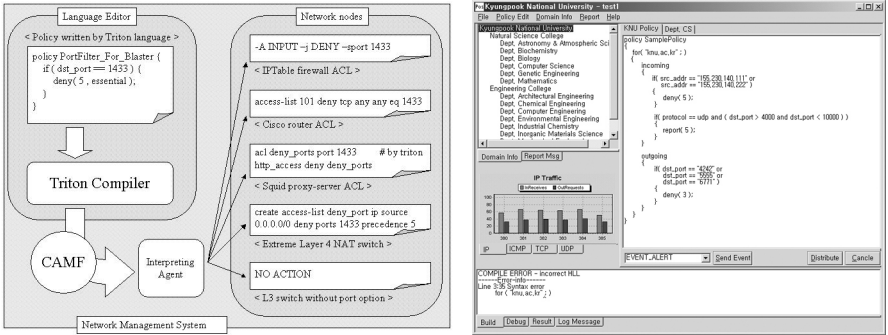 Language Editor
< Policy written by Triton language >
policy PortFilter_For_Blaster {
if ( dst_port == 1433 ) {
deny( 5 , essential );
}
}
Triton Compiler
CAMF
Interpreting
Agent
Network Management System
Network nodes
-A INPUT –j DENY –sport 1433
< IPTable firewall ACL >
access-list 101 deny tcp any any eq 1433
< Cisco router ACL >
acl deny_ports port 1433 # by triton
http_access deny deny_ports
< Squid proxy-server ACL >
create access-list deny_port ip source
0.0.0.0/0 deny ports 1433 precedence 5
< Extreme Layer 4 NAT switch >
NO ACTION
< L3 switch without port option >
Kyungpook National University - test1
File Policy Edit Domain Info Report Help
Kyungpook National University
Natural Science College
Dept, Astronomy & Atmospheric Sci
Dept, Biochemistry
Dept, Biology
Dept, Computer Science
Dept, Genetic Engineering
Dept, Mathematics
Engineering College
Dept, Architectural Engineering
Dept, Chemical Engineering
Dept, Computer Engineering
Dept, Environmental Engineering
Dept, Industrial Chemistry
Dept, Inorganic Materials Science
Domain Info Report Msg
IP Traffic
InReceives OutRequests
100
80
60
40
20
0
380 381 382 383 384 385
IP ICMP TCP UDP
KNU Policy Dept. CS
policy SamplePolicy
{
for( "knu,ac,kr" ; )
{
incoming
{
if( src_addr == "155,230,140,111" or
src_addr == "155,230,140,222" )
{
deny( 5 );
}
if( protocol == udp and ( dst_port > 4000 and dst_port < 10000 ) )
{
report( 5 );
}
}
outgoing
{
if( dst_port == "4242" or
dst_port == "5555" or
dst_port == "6771" )
{
deny( 3 );
}
}
}
}
EVENT_ALERT Send Event Distribute Cancle
COMPILE ERROR - incorrect HLL
------Error-info------
Line 3:35 Syntax error
for ( "knu,ac,kr" ; )
Build Debug Result Log Message